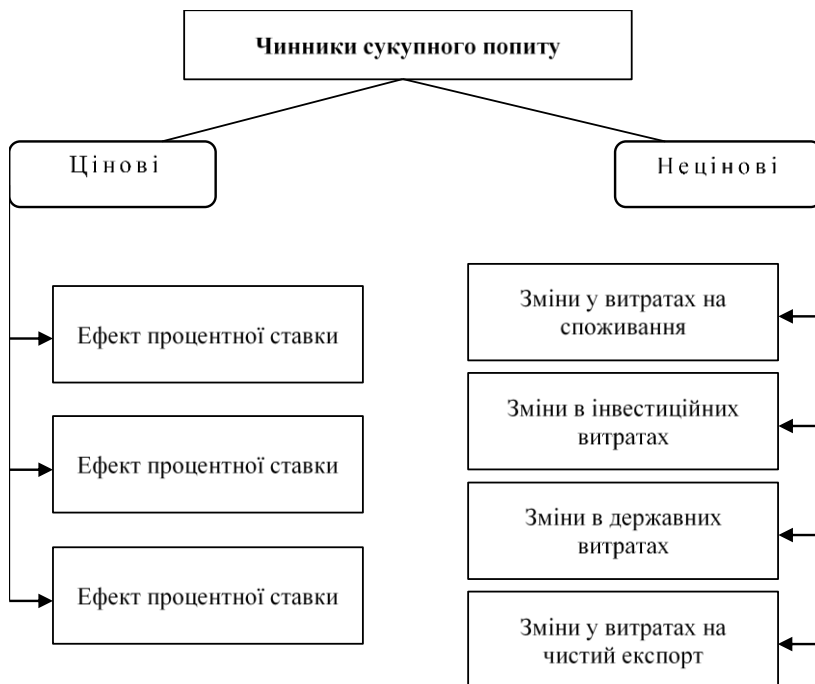 Чинники сукупного попиту
Цінові
Нецінові
Ефект процентної ставки
Ефект процентної ставки
Ефект процентної ставки
Зміни у витратах на
споживання
Зміни в інвестиційних
витратах
Зміни в державних
витратах
Зміни у витратах на
чистий експорт